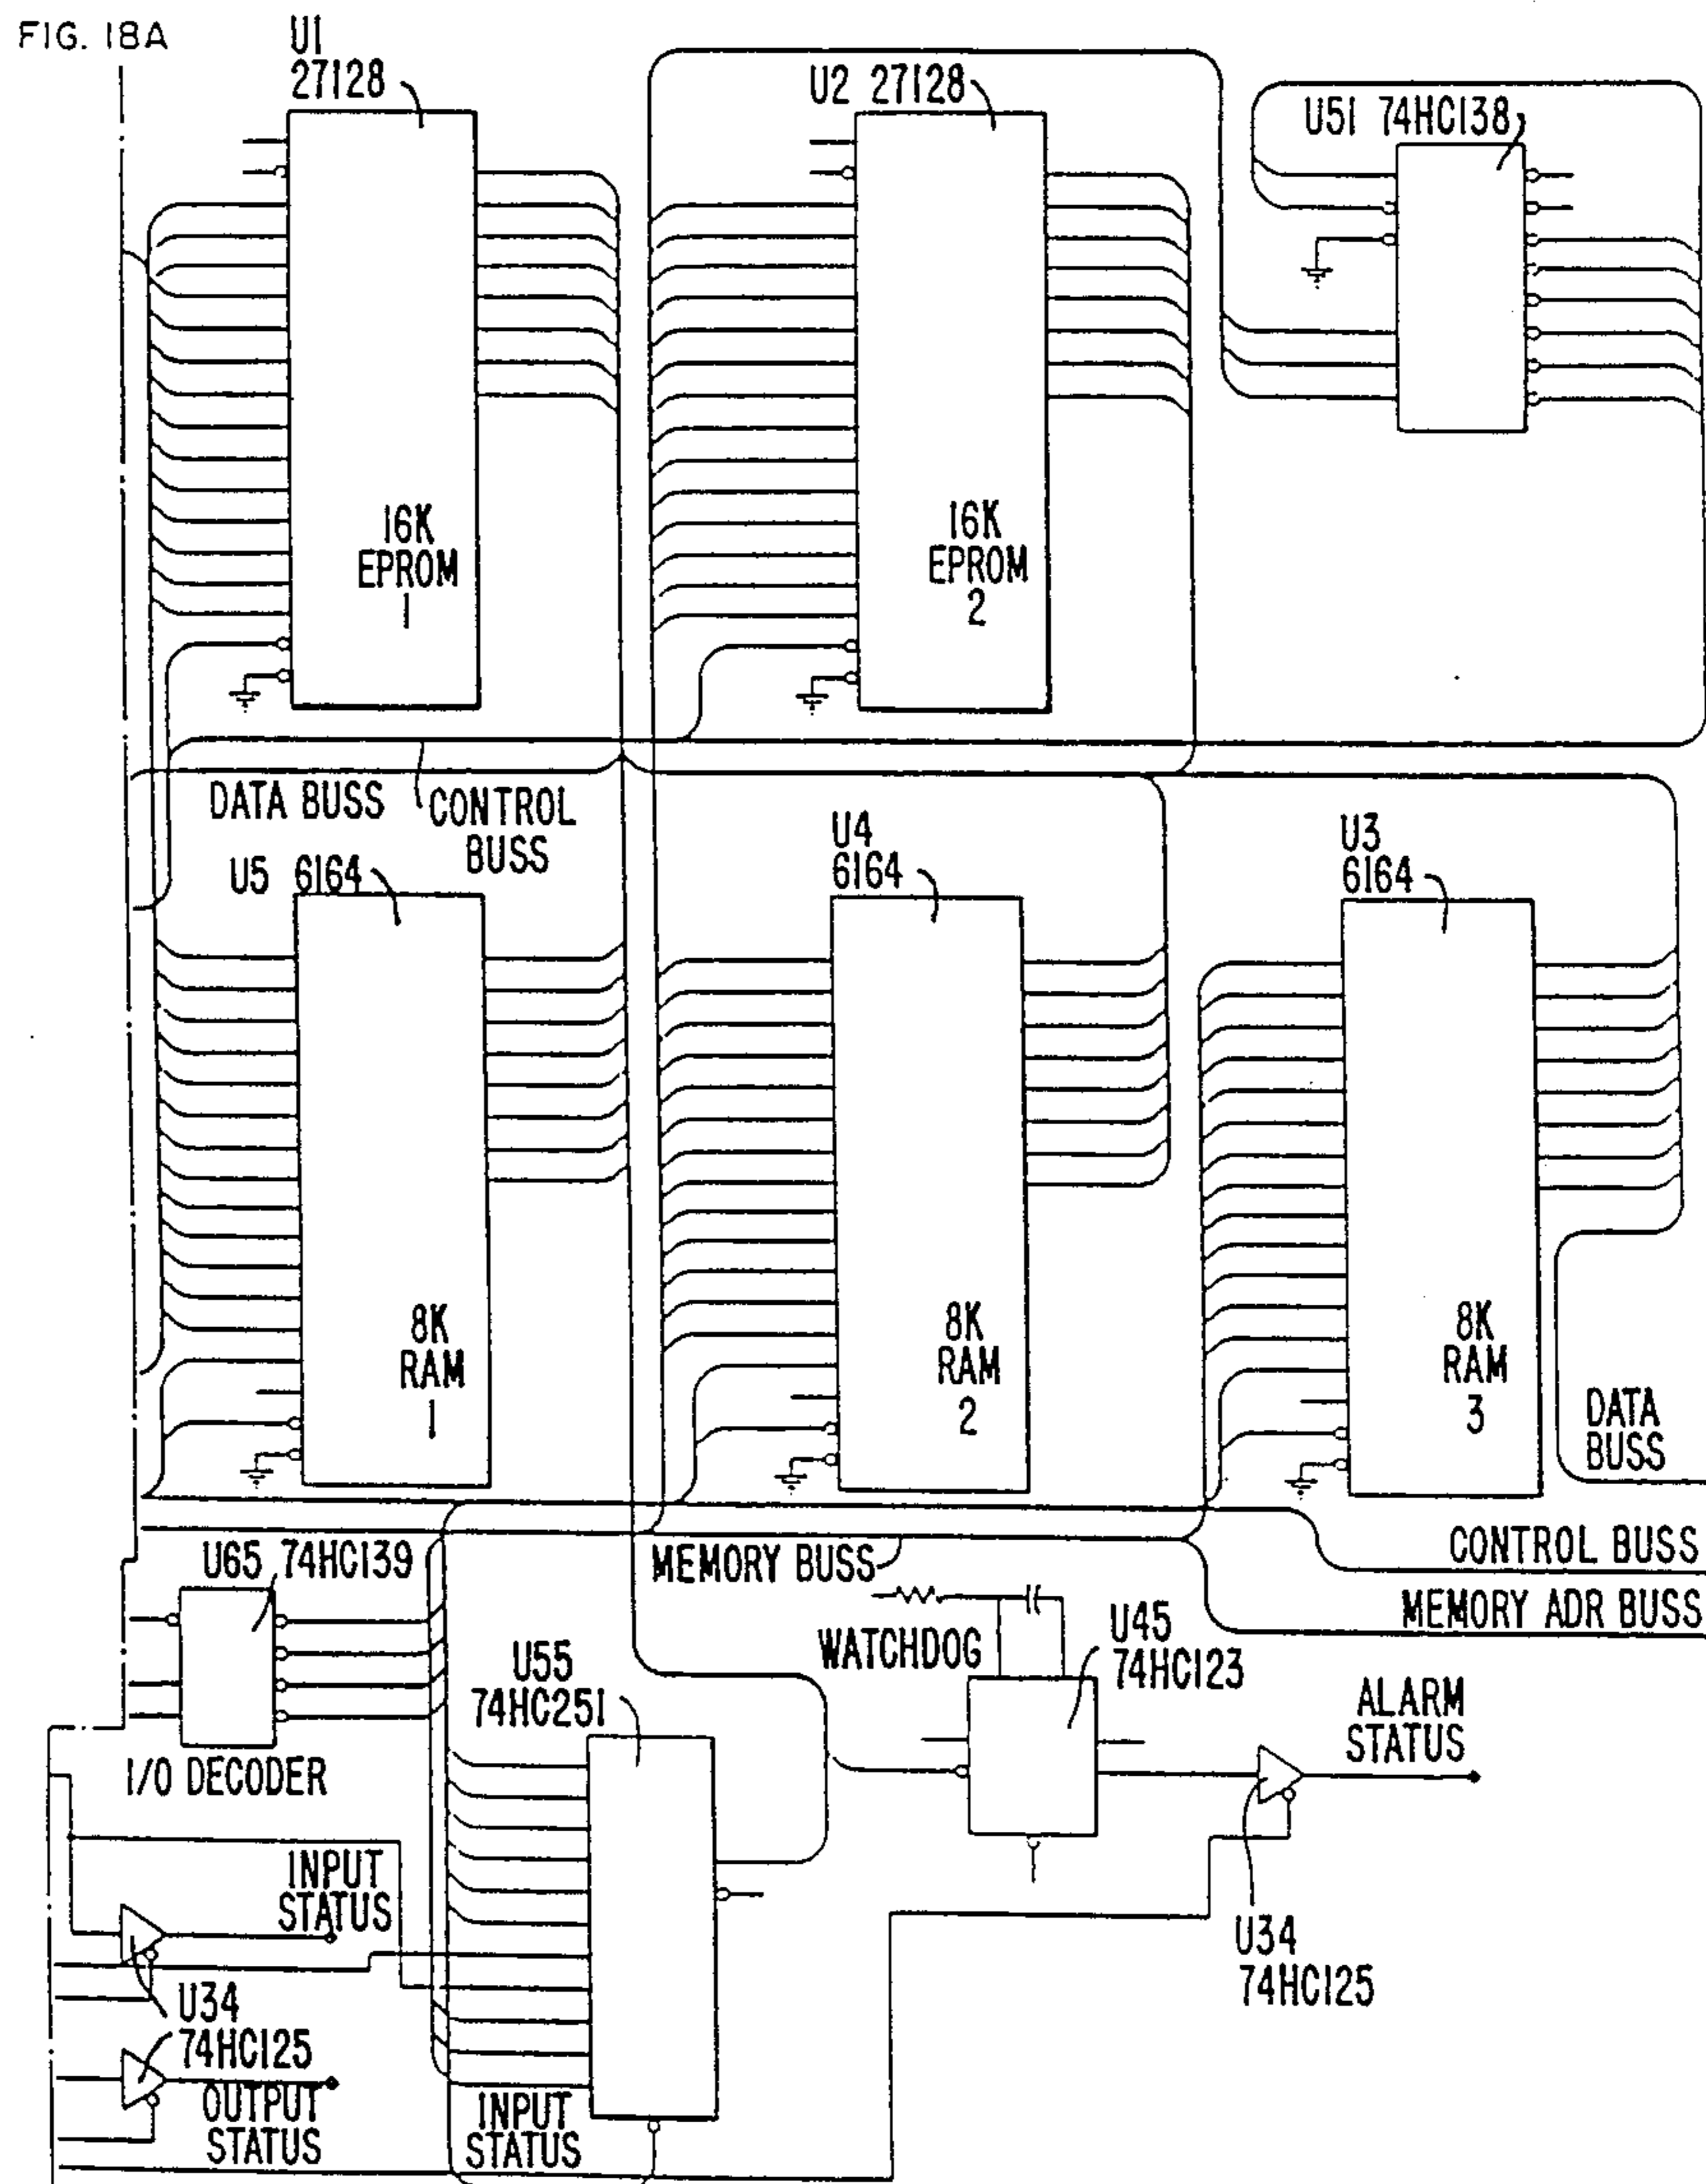 FIG. 18A
U1
27128
U2 27128
U51 74HC138
16K
EPROM
1
16K
EPROM
2
DATA BUSS
CONTROL
BUSS
U5 6164
U4
6164
U3
6164
8K
RAM
1
8K
RAM
2
8K
RAM
3
DATA
BUSS
CONTROL BUSS
MEMORY BUSS
MEMORY ADR BUSS
U65 74HC139
I/O DECODER
U55
74HC251
WATCHDOG
U45
74HC123
ALARM
STATUS
INPUT
STATUS
U34
74HC125
U34
74HC125
OUTPUT
STATUS
INPUT
STATUS